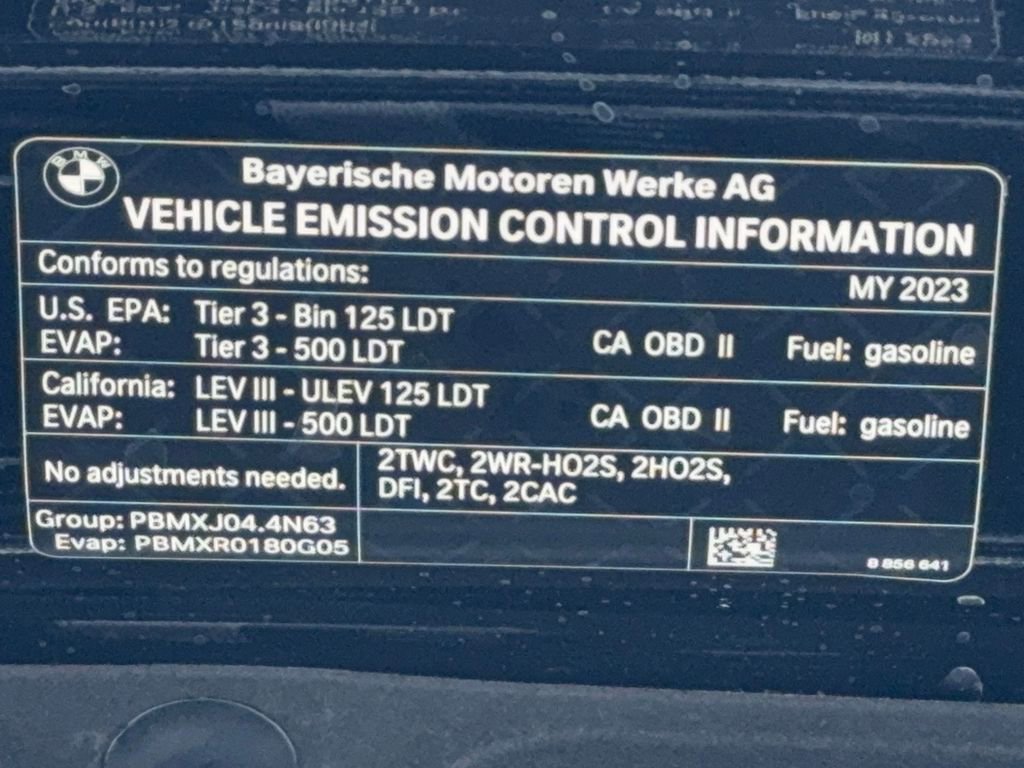 BMW
Bayerische Motoren Werke AG
VEHICLE EMISSION CONTROL INFORMATION
Conforms to regulations: MY 2023
U.S. EPA: Tier 3 - Bin 125 LDT
EVAP: Tier 3 - 500 LDT CA OBD II Fuel: gasoline
California: LEV III - ULEV 125 LDT
EVAP: LEV III - 500 LDT CA OBD II Fuel: gasoline
No adjustments needed.
2TWC, 2WR-HO2S, 2HO2S,
DFI, 2TC, 2CAC
Group: PBMXJ04.4N63
Evap: PBMXR0180G05
8 856 641